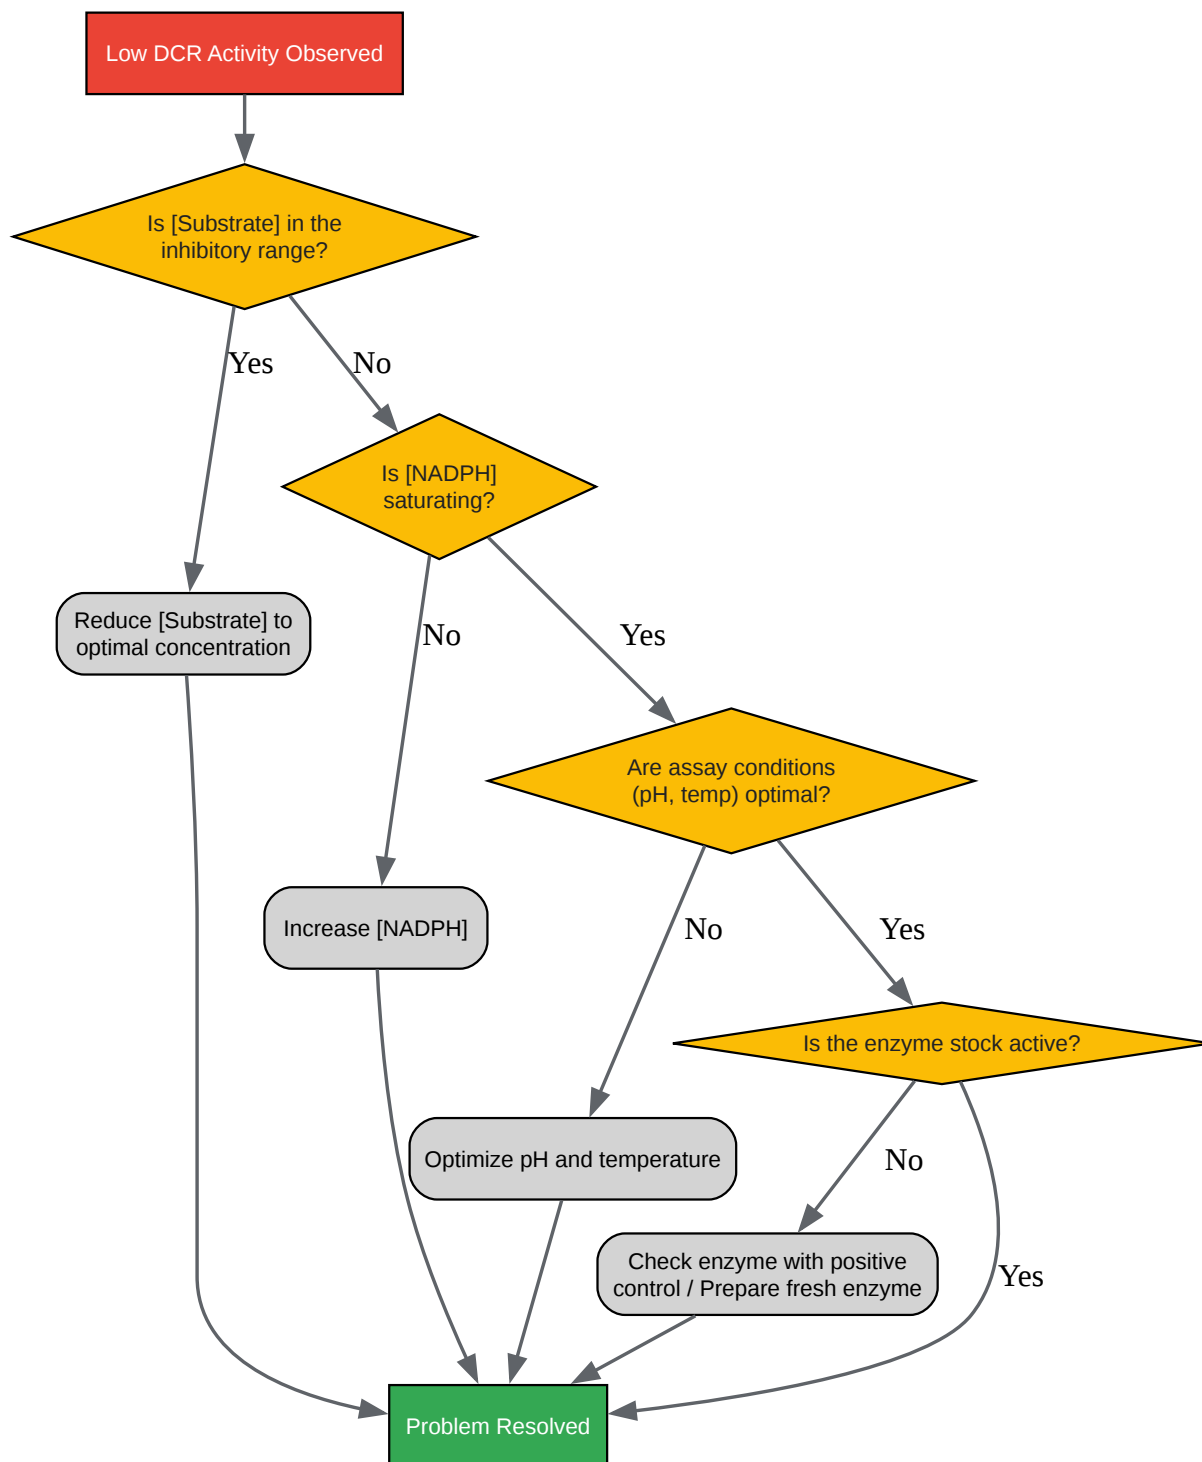 Low DCR Activity Observed
Is [Substrate] in the
inhibitory range?
Yes
No
Is [NADPH]
saturating?
Reduce [Substrate] to
optimal concentration
No
Yes
Are assay conditions
(pH, temp) optimal?
Increase [NADPH]
No
Yes
Is the enzyme stock active?
Optimize pH and temperature
No
Check enzyme with positive
control / Prepare fresh enzyme
Yes
Problem Resolved